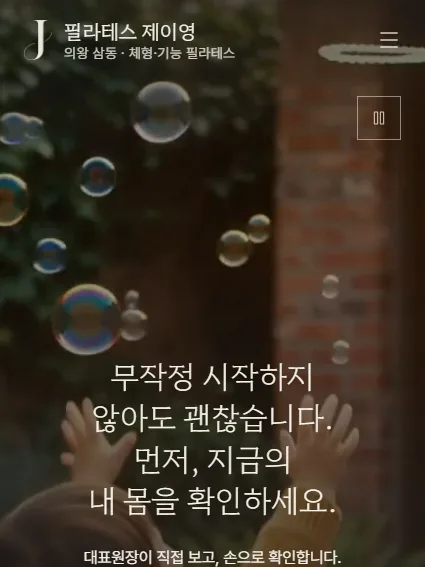 J 필라테스 제이영
의왕 삼동 · 체형·기능 필라테스
무작정 시작하지
않아도 괜찮습니다.
먼저, 지금의
내 몸을 확인하세요.
대표원장이 직접 보고, 손으로 확인합니다.